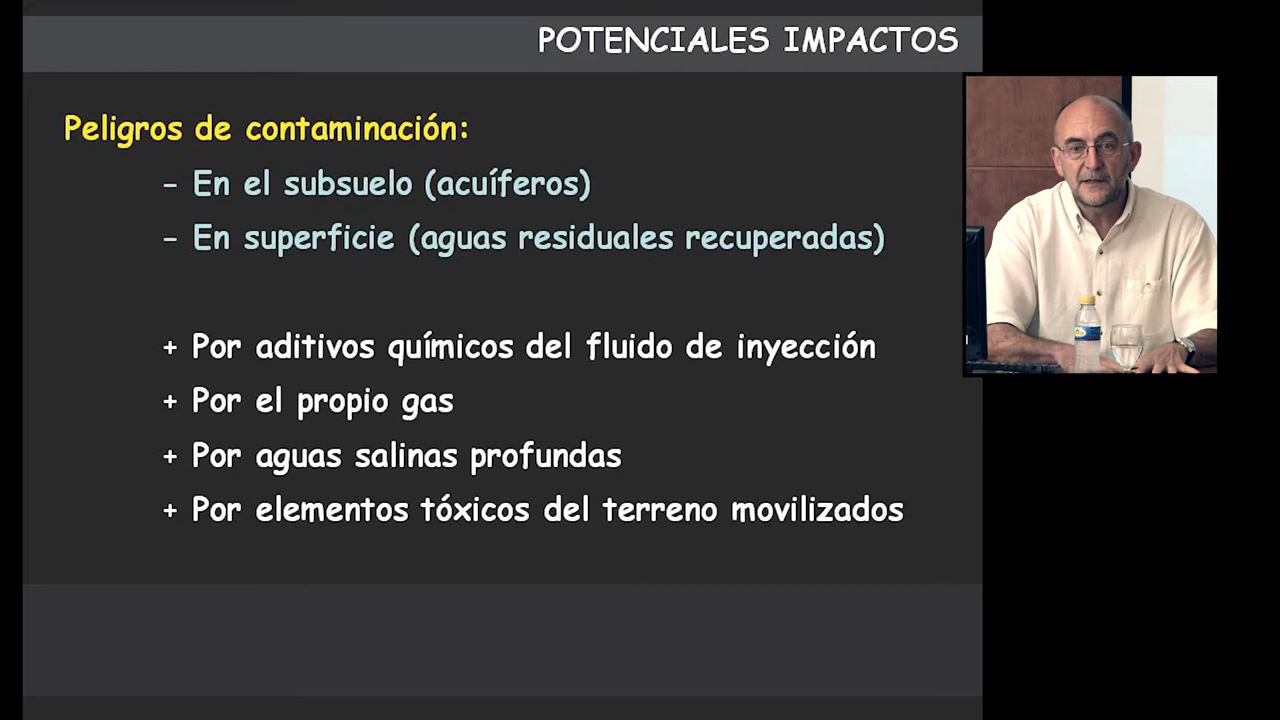 POTENCIALES IMPACTOS
Peligros de contaminación:
– En el subsuelo (acuíferos)
– En superficie (aguas residuales recuperadas)
+ Por aditivos químicos del fluido de inyección
+ Por el propio gas
+ Por aguas salinas profundas
+ Por elementos tóxicos del terreno movilizados